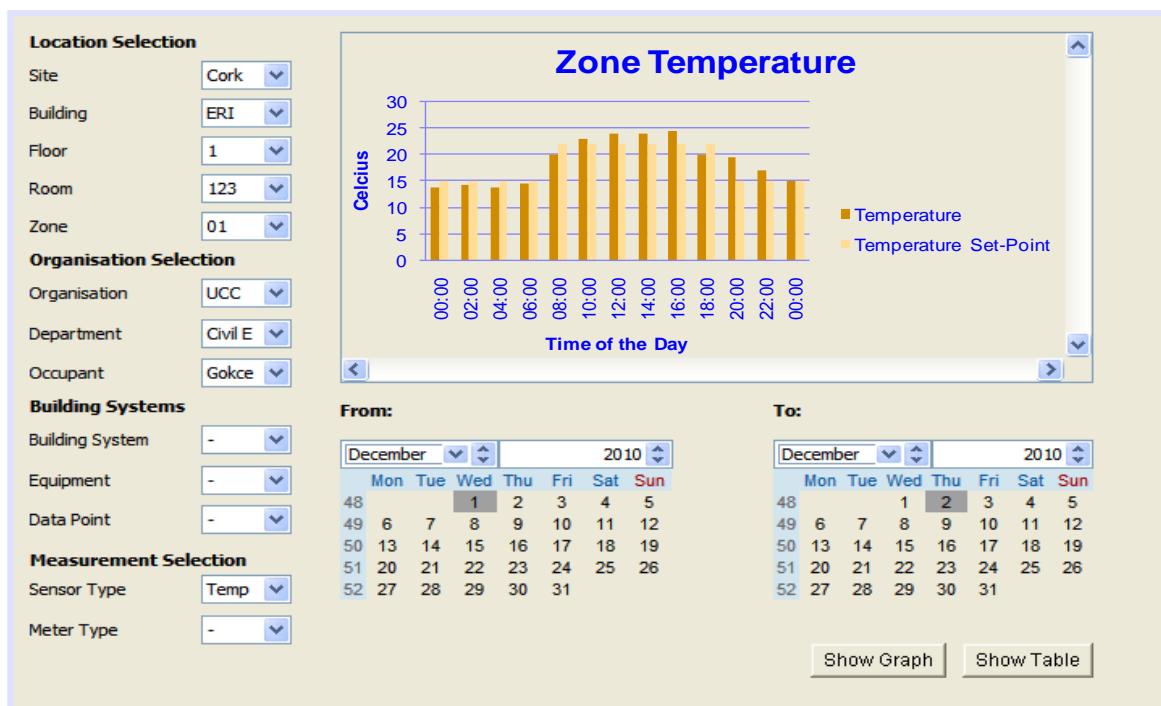 Location Selection
Site Cork
Building ERI
Floor 1
Room 123
Zone 01
Organisation Selection
Organisation UCC
Department Civil E
Occupant Gokce
Building Systems
Building System -
Equipment -
Data Point -
Measurement Selection
Sensor Type Temp
Meter Type -
Zone Temperature
30
25
20
15
10
5
0
Celcius
00:00 02:00 04:00 06:00 08:00 10:00 12:00 14:00 16:00 18:00 20:00 22:00 00:00
Time of the Day
Temperature
Temperature Set-Point
From:
December 2010
Mon Tue Wed Thu Fri Sat Sun
48 1 2 3 4 5
49 6 7 8 9 10 11 12
50 13 14 15 16 17 18 19
51 20 21 22 23 24 25 26
52 27 28 29 30 31
To:
December 2010
Mon Tue Wed Thu Fri Sat Sun
48 1 2 3 4 5
49 6 7 8 9 10 11 12
50 13 14 15 16 17 18 19
51 20 21 22 23 24 25 26
52 27 28 29 30 31
Show Graph Show Table